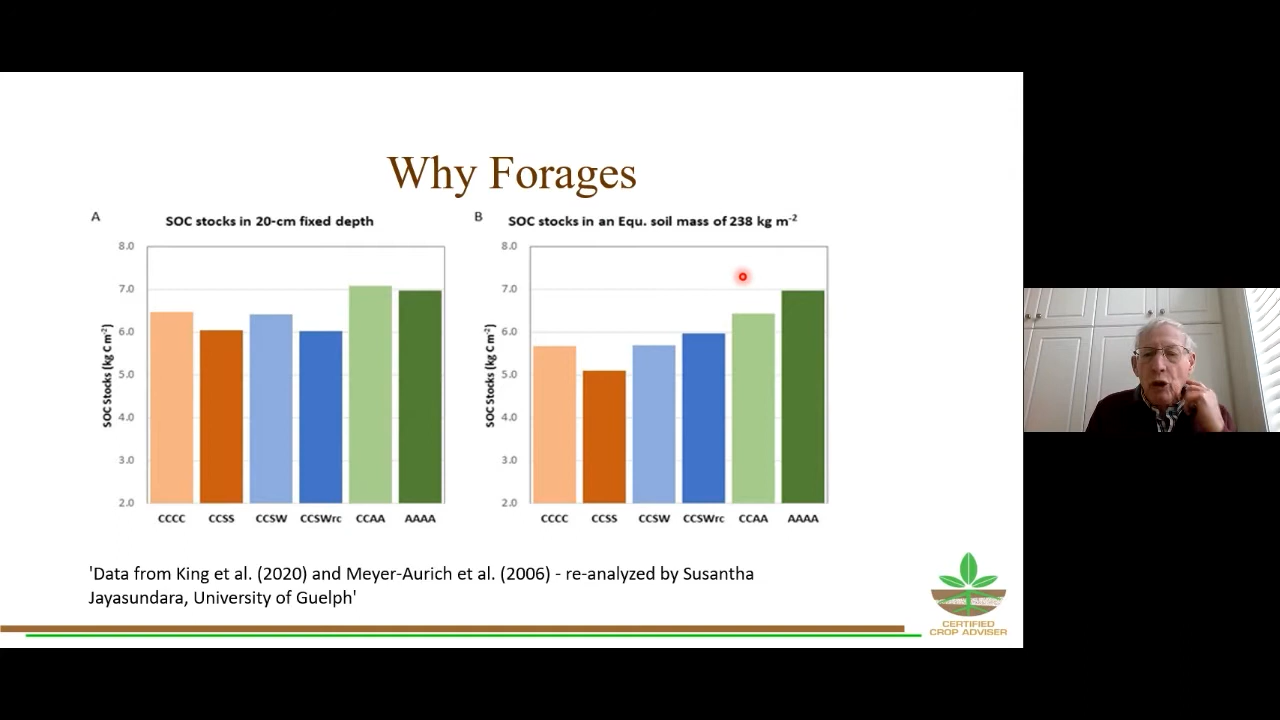 Why Forages
A
SOC stocks in 20-cm fixed depth
8.0
7.0
6.0
5.0
4.0
3.0
2.0
SOC Stocks (kg C m⁻²)
CCCC CCSS CCSW CCSWrc CCAA AAAA
B
SOC stocks in an Equ. soil mass of 238 kg m⁻²
8.0
7.0
6.0
5.0
4.0
3.0
2.0
SOC Stocks (kg C m⁻²)
CCCC CCSS CCSW CCSWrc CCAA AAAA
'Data from King et al. (2020) and Meyer-Aurich et al. (2006) - re-analyzed by Susantha
Jayasundara, University of Guelph'
CERTIFIED
CROP ADVISER